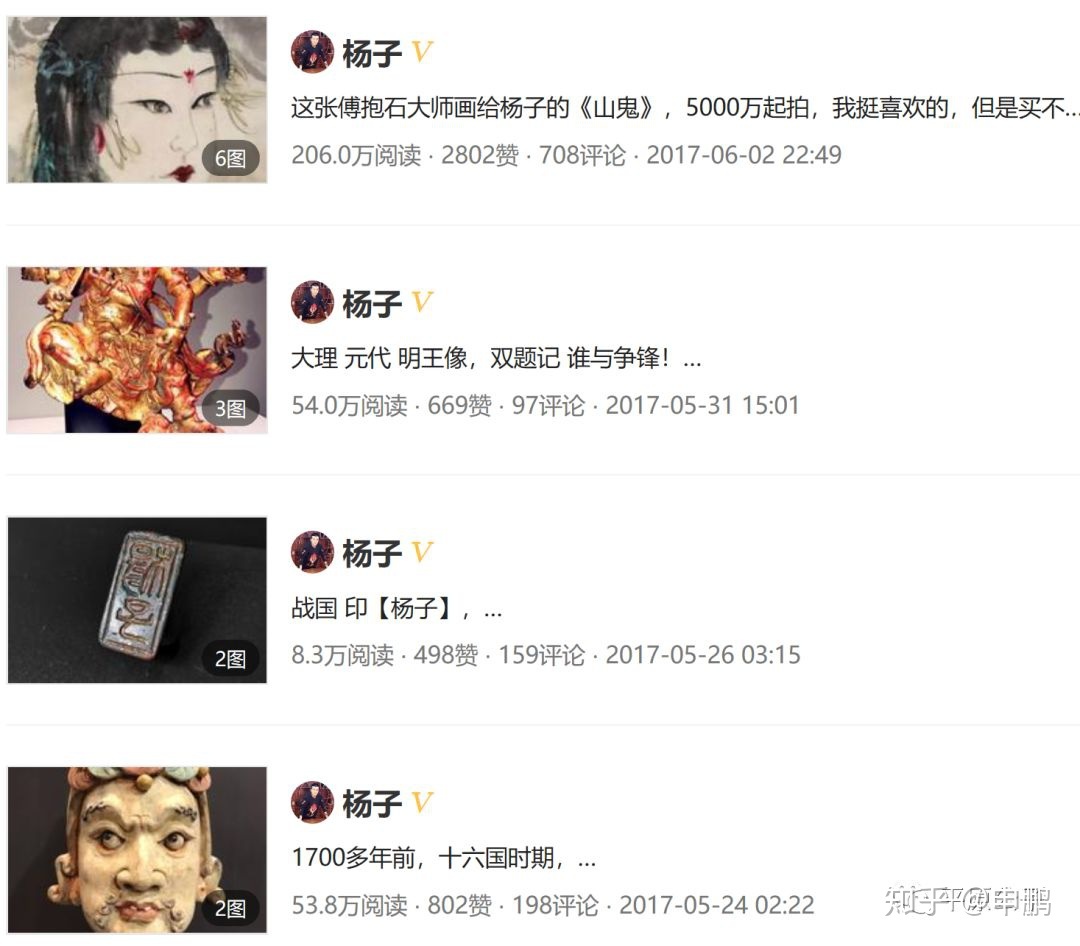 杨子 V
这张傅抱石大师画给杨子的《山鬼》，5000万起拍，我挺喜欢的，但是买不...
6图
206.0万阅读 · 2802赞 · 708评论 · 2017-06-02 22:49
杨子 V
大理 元代 明王像，双题记 谁与争锋！...
3图
54.0万阅读 · 669赞 · 97评论 · 2017-05-31 15:01
杨子 V
战国 印【杨子】，...
2图
8.3万阅读 · 498赞 · 159评论 · 2017-05-26 03:15
杨子 V
1700多年前，十六国时期，...
2图
53.8万阅读 · 802赞 · 198评论 · 2017-05-24 02:22
知乎 @平原申鹏